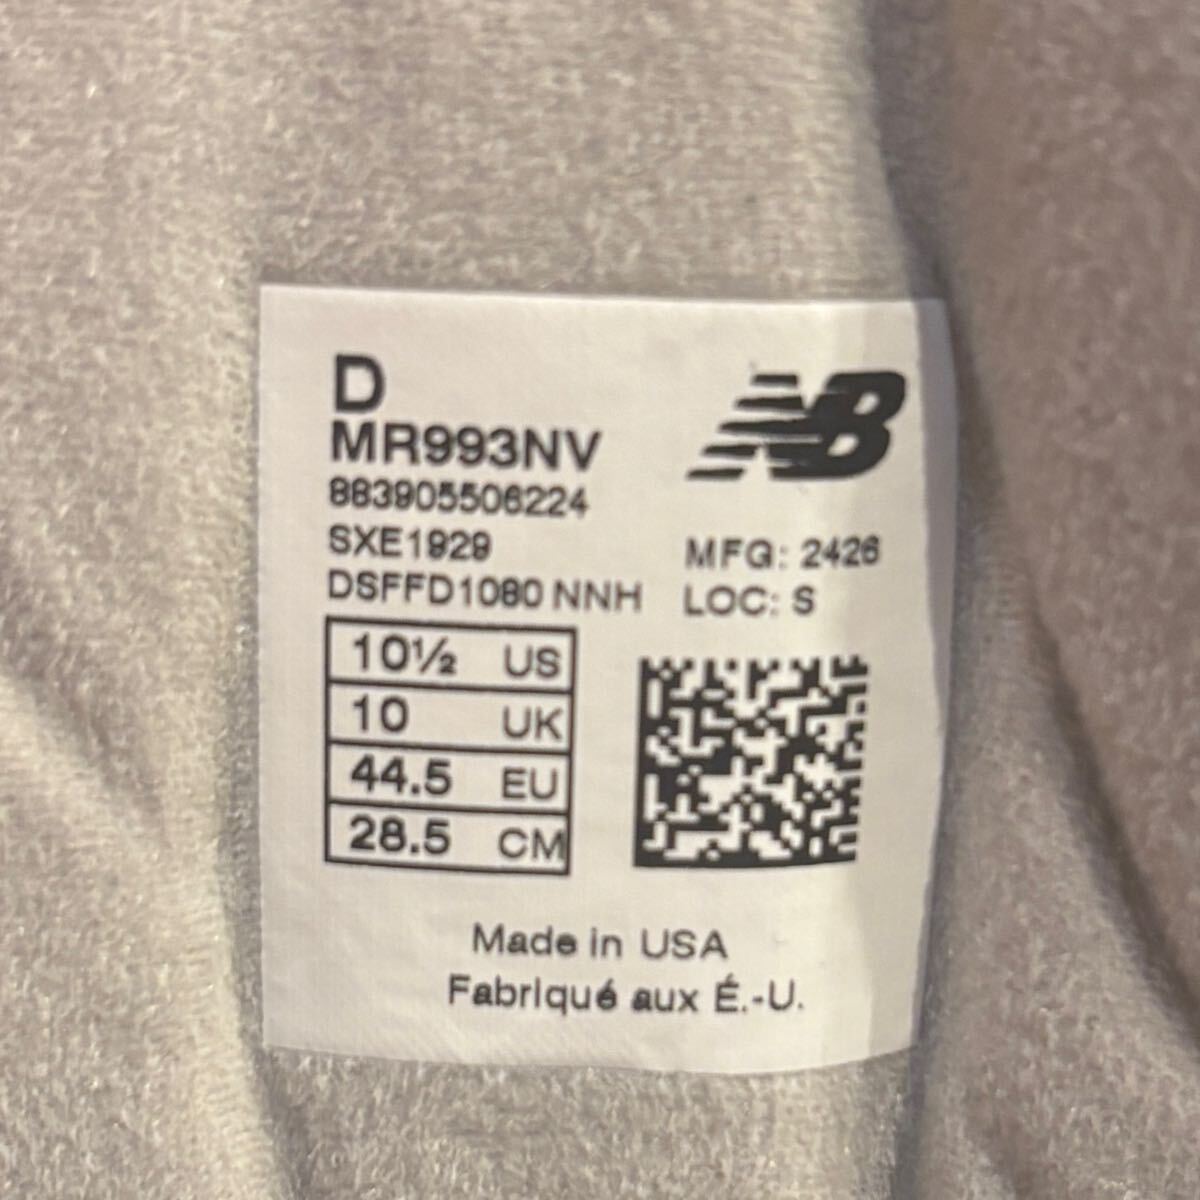 D
MR993NV
NB
883905506224
SXE1929
MFG: 2426
DSFFD1080 NNH
LOC: S
10½ US
10 UK
44.5 EU
28.5 CM
Made in USA
Fabriqué aux É.-U.